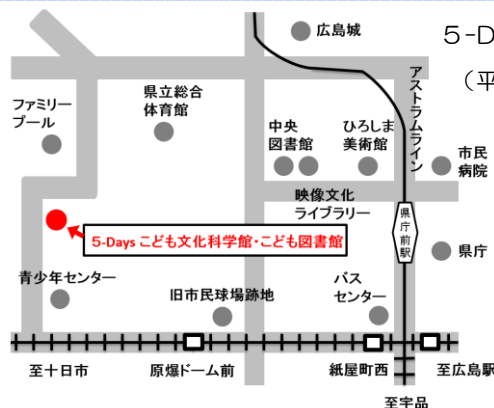 広島城
5-D
(平
アストラムライン
県立総合
体育館
ファミリー
プール
中央
図書館
ひろしま
美術館
市民
病院
映像文化
ライブラリー
県庁前駅
5-Days こども文化科学館・こども図書館
県庁
青少年センター
旧市民球場跡地
バス
センター
至十日市
原爆ドーム前
紙屋町西
至広島駅
至宇品